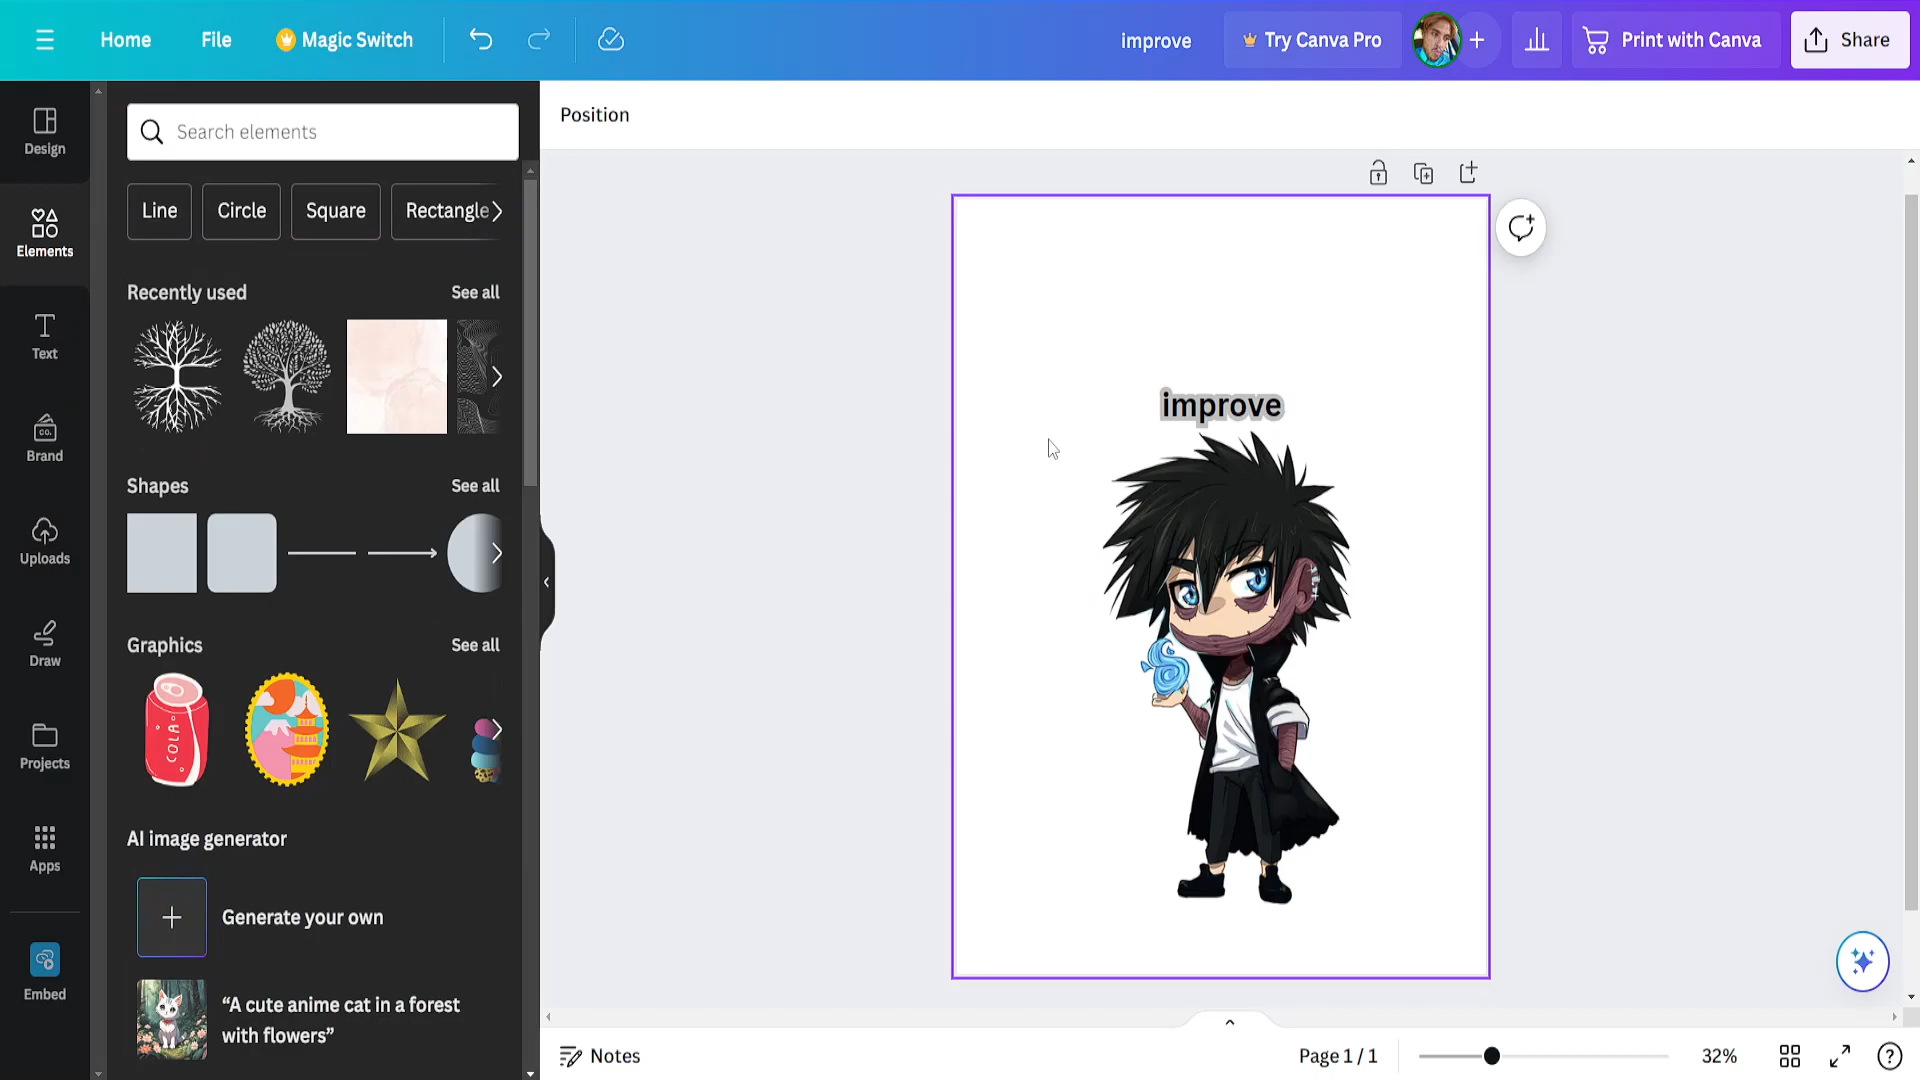 Home
File
Magic Switch
improve
Try Canva Pro
Print with Canva
Share
Design
Elements
Text
Brand
CO.
Uploads
Draw
Projects
Apps
Embed
Search elements
Line
Circle
Square
Rectangle
Recently used
See all
Shapes
See all
Graphics
See all
COLA
AI image generator
Generate your own
“A cute anime cat in a forest
with flowers”
Position
improve
Notes
Page 1 / 1
32%